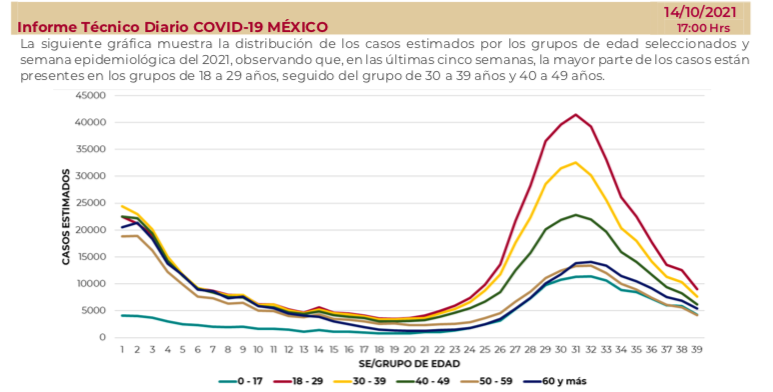 14/10/2021
Informe Técnico Diario COVID-19 MÉXICO
17:00 Hrs
La siguiente gráfica muestra la distribución de los casos estimados por los grupos de edad seleccionados y
semana epidemiológica del 2021, observando que, en las últimas cinco semanas, la mayor parte de los casos están
presentes en los grupos de 18 a 29 años, seguido del grupo de 30 a 39 años y 40 a 49 años.
45000
40000
35000
30000
25000
20000
15000
10000
5000
0
CASOS ESTIMADOS
1 2 3 4 5 6 7 8 9 10 11 12 13 14 15 16 17 18 19 20 21 22 23 24 25 26 27 28 29 30 31 32 33 34 35 36 37 38 39
SE/GRUPO DE EDAD
0 - 17 18 - 29 30 - 39 40 - 49 50 - 59 60 y más